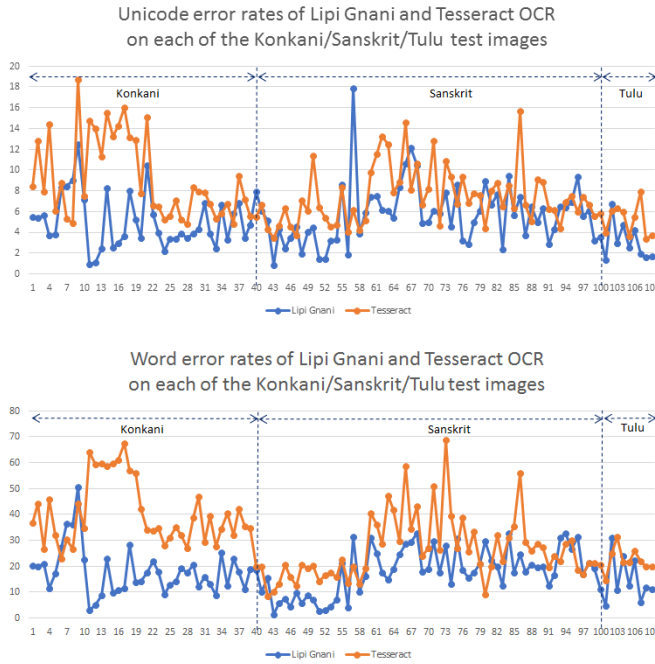 Unicode error rates of Lipi Gnani and Tesseract OCR
on each of the Konkani/Sanskrit/Tulu test images
20
18
16
14
12
10
8
6
4
2
0
Konkani
Sanskrit
Tulu
1 4 7 10 13 16 19 22 25 28 31 34 37 40 43 46 49 52 55 58 61 64 67 70 73 76 79 82 85 88 91 94 97 100 103 106 109
Lipi Gnani Tesseract
Word error rates of Lipi Gnani and Tesseract OCR
on each of the Konkani/Sanskrit/Tulu test images
80
70
60
50
40
30
20
10
0
Konkani
Sanskrit
Tulu
1 4 7 10 13 16 19 22 25 28 31 34 37 40 43 46 49 52 55 58 61 64 67 70 73 76 79 82 85 88 91 94 97 100 103 106 109
Lipi Gnani Tesseract